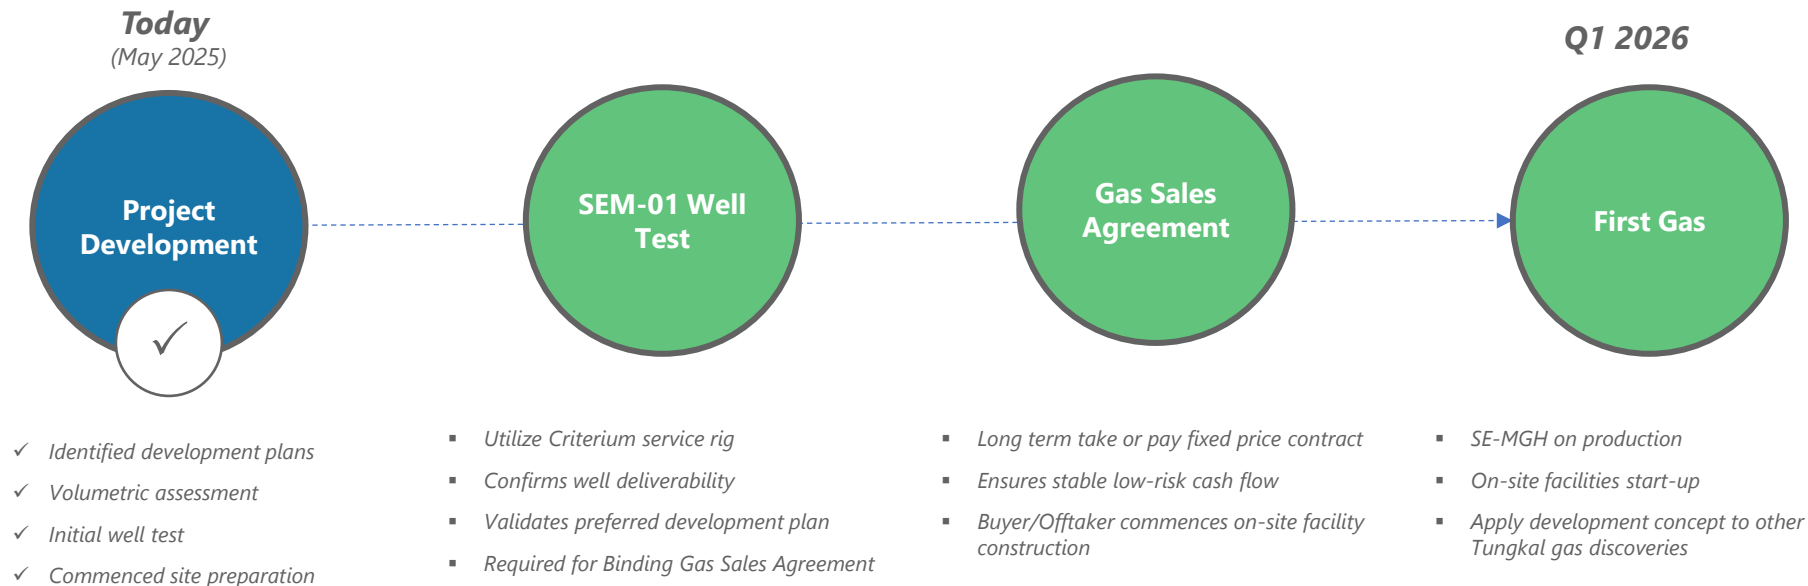 Today
(May 2025)
Q1 2026
Project
Development
SEM-01 Well
Test
Gas Sales
Agreement
First Gas
✓
✓ Identified development plans
✓ Volumetric assessment
✓ Initial well test
✓ Commenced site preparation
▪ Utilize Criterium service rig
▪ Confirms well deliverability
▪ Validates preferred development plan
▪ Required for Binding Gas Sales Agreement
▪ Long term take or pay fixed price contract
▪ Ensures stable low-risk cash flow
▪ Buyer/Offtaker commences on-site facility
construction
▪ SE-MGH on production
▪ On-site facilities start-up
▪ Apply development concept to other
Tungkal gas discoveries